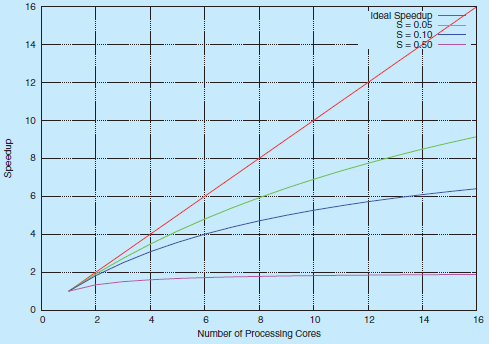 16
14
12
10
8
6
4
2
0
Speedup
Ideal Speedup
S = 0.05
S = 0.10
S = 0.50
0 2 4 6 8 10 12 14 16
Number of Processing Cores